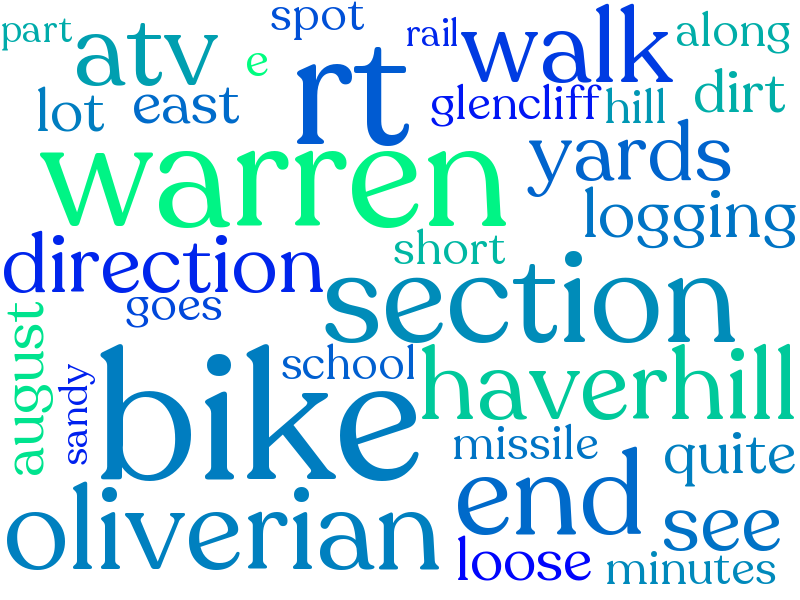 part
atv
e
spot
rt
rail
walk
along
lot
east
glencliff
hill
dirt
warren
yards
logging
direction
short
goes
section
august
sandy
bike
school
haverhill
missile
quite
oliverian
end
see
loose
minutes